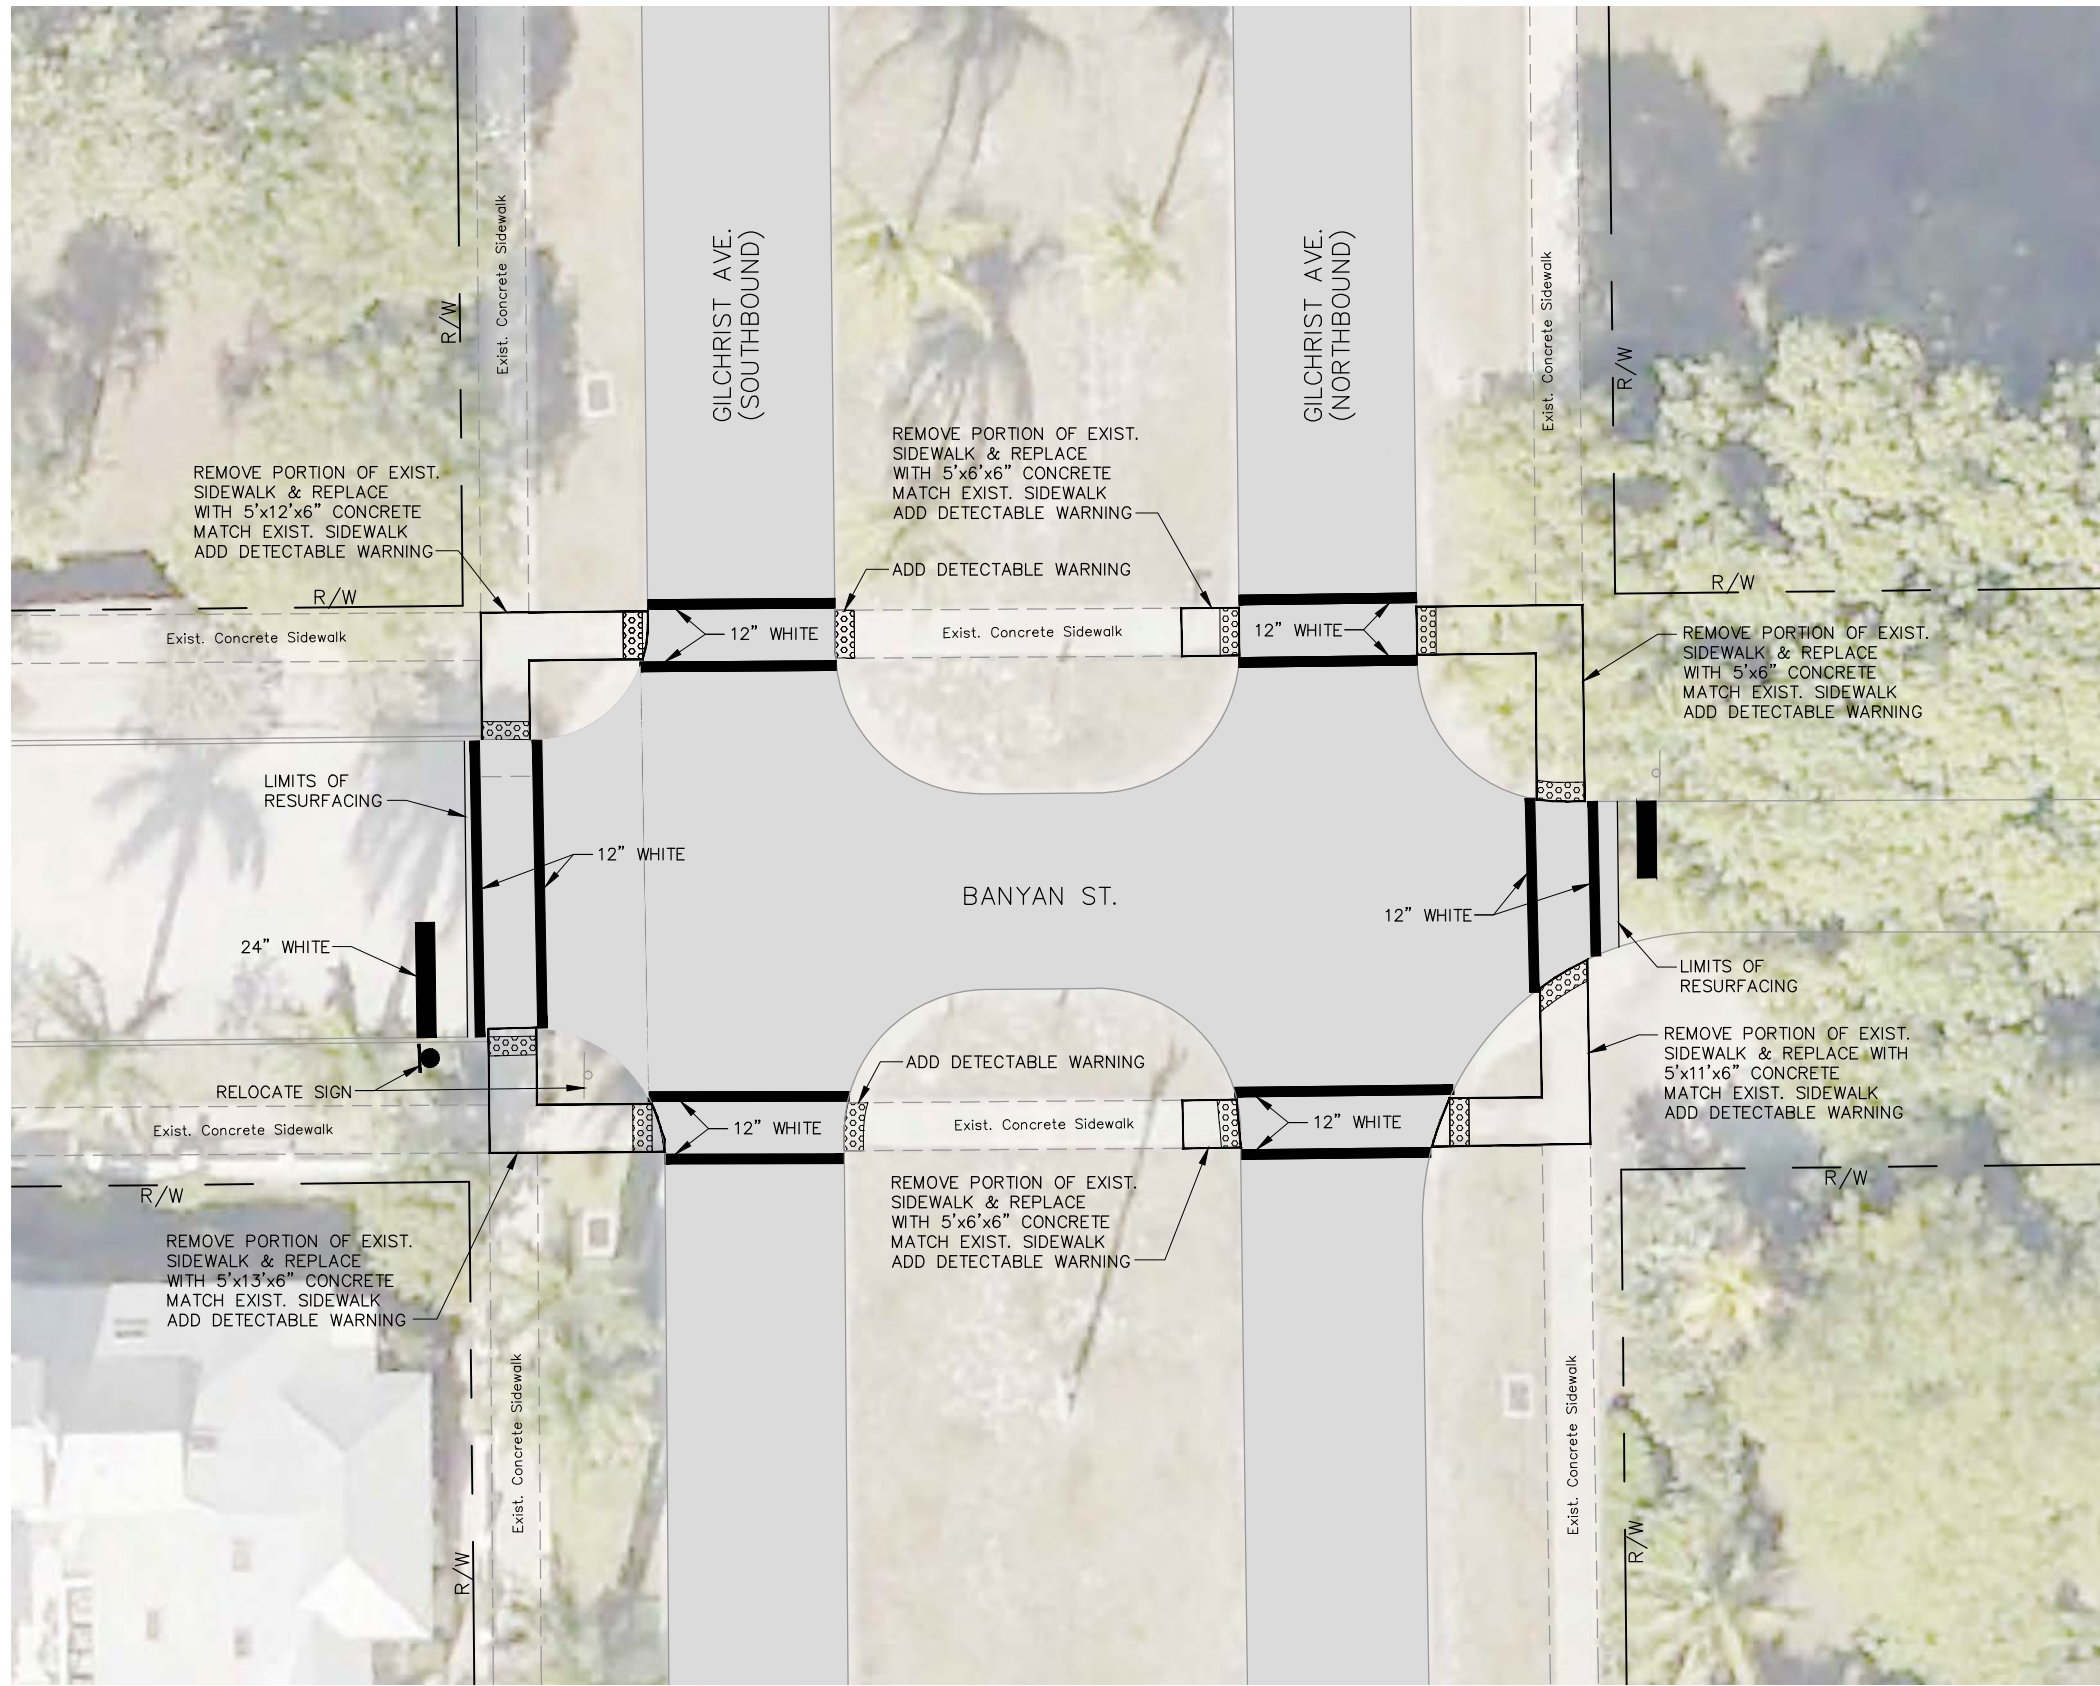 GILCHRIST AVE.
(SOUTHBOUND)
GILCHRIST AVE.
(NORTHBOUND)
Exist. Concrete Sidewalk
R/W
Exist. Concrete Sidewalk
R/W
REMOVE PORTION OF EXIST.
SIDEWALK & REPLACE
WITH 5'x12'x6" CONCRETE
MATCH EXIST. SIDEWALK
ADD DETECTABLE WARNING
REMOVE PORTION OF EXIST.
SIDEWALK & REPLACE
WITH 5'x6'x6" CONCRETE
MATCH EXIST. SIDEWALK
ADD DETECTABLE WARNING
ADD DETECTABLE WARNING
R/W
R/W
Exist. Concrete Sidewalk
12" WHITE
Exist. Concrete Sidewalk
12" WHITE
REMOVE PORTION OF EXIST.
SIDEWALK & REPLACE
WITH 5'x6" CONCRETE
MATCH EXIST. SIDEWALK
ADD DETECTABLE WARNING
LIMITS OF
RESURFACING
12" WHITE
BANYAN ST.
12" WHITE
24" WHITE
LIMITS OF
RESURFACING
RELOCATE SIGN
ADD DETECTABLE WARNING
REMOVE PORTION OF EXIST.
SIDEWALK & REPLACE WITH
5'x11'x6" CONCRETE
MATCH EXIST. SIDEWALK
ADD DETECTABLE WARNING
Exist. Concrete Sidewalk
12" WHITE
Exist. Concrete Sidewalk
12" WHITE
R/W
R/W
REMOVE PORTION OF EXIST.
SIDEWALK & REPLACE
WITH 5'x13'x6" CONCRETE
MATCH EXIST. SIDEWALK
ADD DETECTABLE WARNING
REMOVE PORTION OF EXIST.
SIDEWALK & REPLACE
WITH 5'x6'x6" CONCRETE
MATCH EXIST. SIDEWALK
ADD DETECTABLE WARNING
R/W
Exist. Concrete Sidewalk
Exist. Concrete Sidewalk
R/W